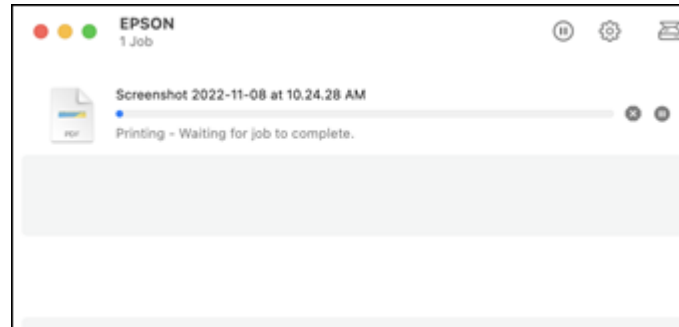 EPSON
1 Job
Screenshot 2022-11-08 at 10.24.28 AM
Printing - Waiting for job to complete.
PDF